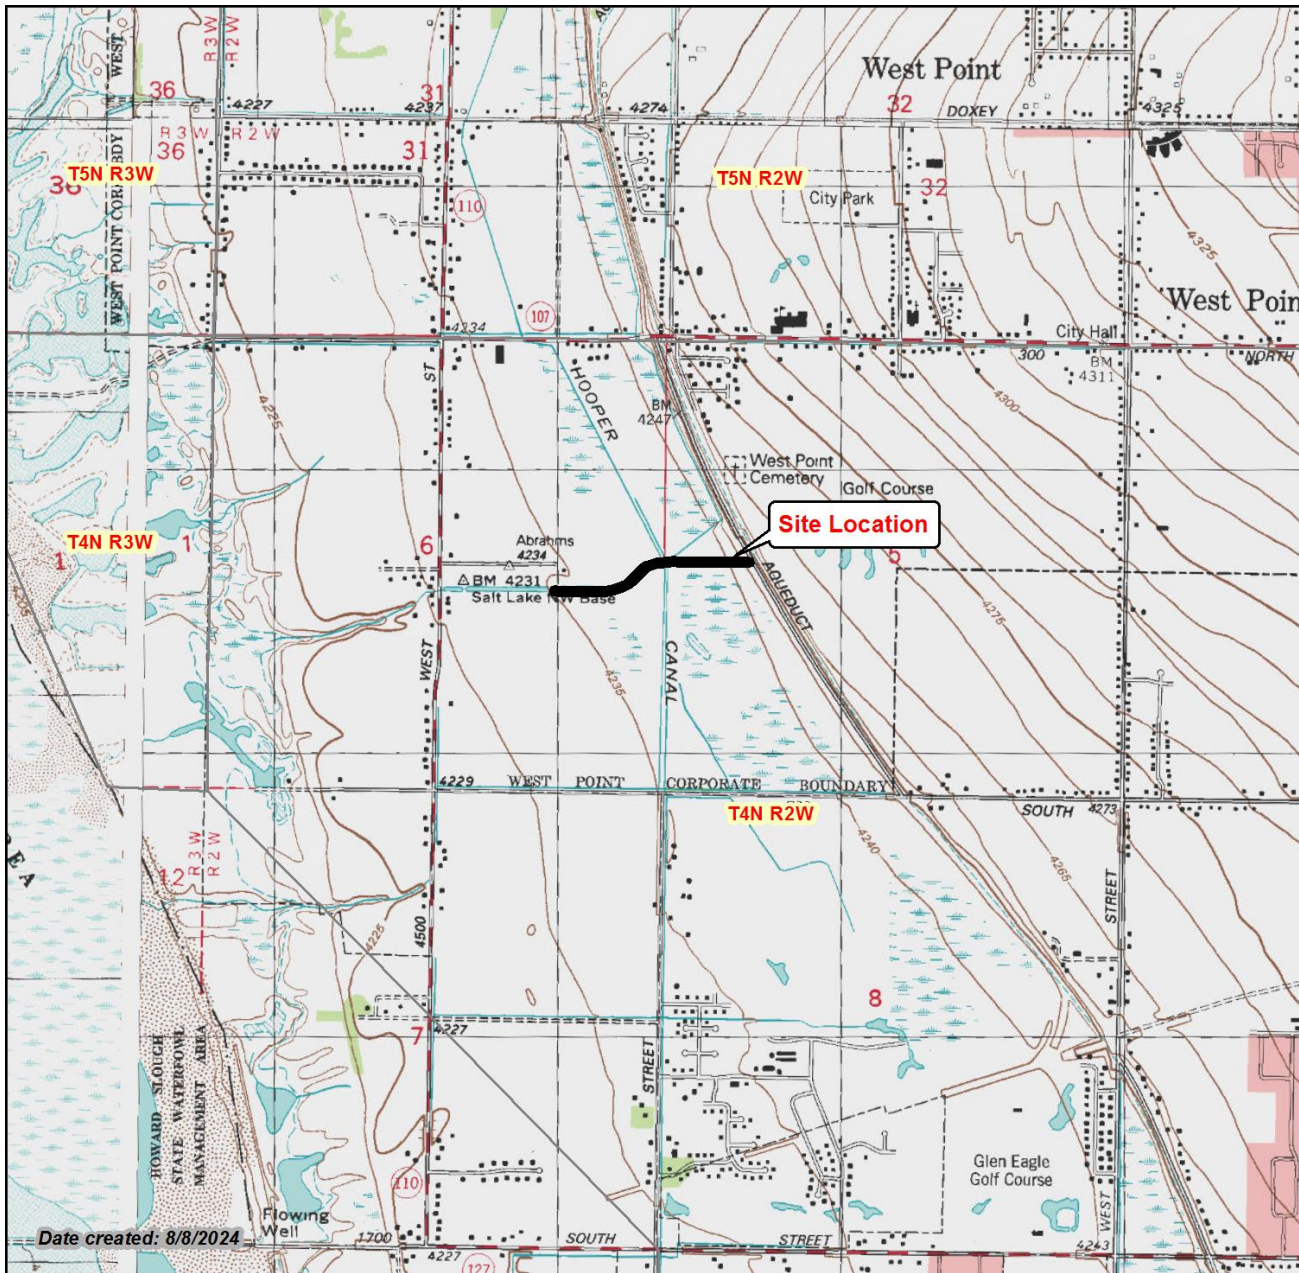 WEST POINT CORP BDY WEST
R 3 W
R 2 W
West Point
36
31
32
4227
4237
4274
DOXEY
4325
R 3 W
R 2 W
36
31
T5N R3W
36
T5N R2W
City Park
32
110
4325
West Poin
107
4234
City Hall
300
NORTH
BM
4311
ST
HOOPER
4225
BM
4247
4300
West Point
Cemetery
Golf Course
Site Location
T4N R3W
1
1
6
Abrahms
4234
5
BM 4231
Salt Lake NW Base
AQUEDUCT
4205
4275
WEST
CANAL
4235
4229
WEST POINT CORPORATE BOUNDARY
T4N R2W
SOUTH
4273
EA
R 3 W
R 2 W
12
4240
4265
STREET
4500
4225
8
7
4227
HOWARD SLOUGH
STATE WATERFOWL
MANAGEMENT AREA
STREET
Glen Eagle
Golf Course
110
WEST
Flowing
Well
Date created: 8/8/2024
1700
SOUTH
STREET
4243
4227
127